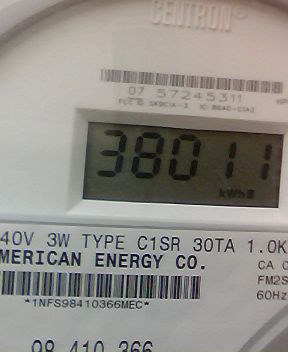 CENTRON®
07 57245311
38011
kWh
40V 3W TYPE C1SR 30TA 1.0K
MERICAN ENERGY CO.
CA
FM2S
60Hz
*1NFS98410366MEC*
98 410 366